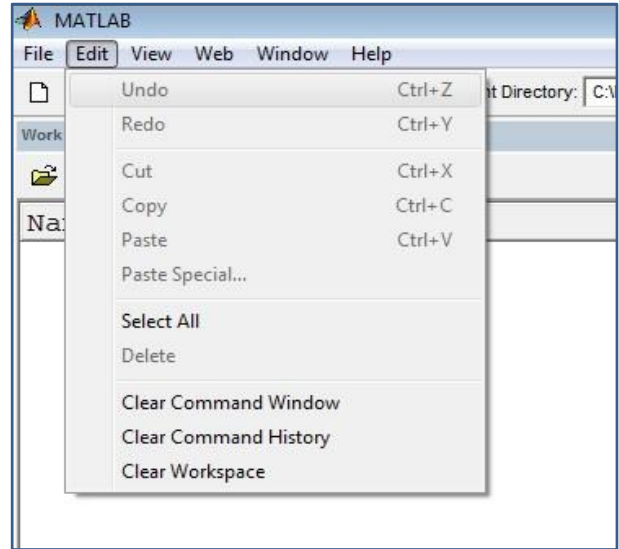 MATLAB
File Edit View Web Window Help
Undo Ctrl+Z
nt Directory: C:\
Redo Ctrl+Y
Work
Cut Ctrl+X
Copy Ctrl+C
Na
Paste Ctrl+V
Paste Special...
Select All
Delete
Clear Command Window
Clear Command History
Clear Workspace